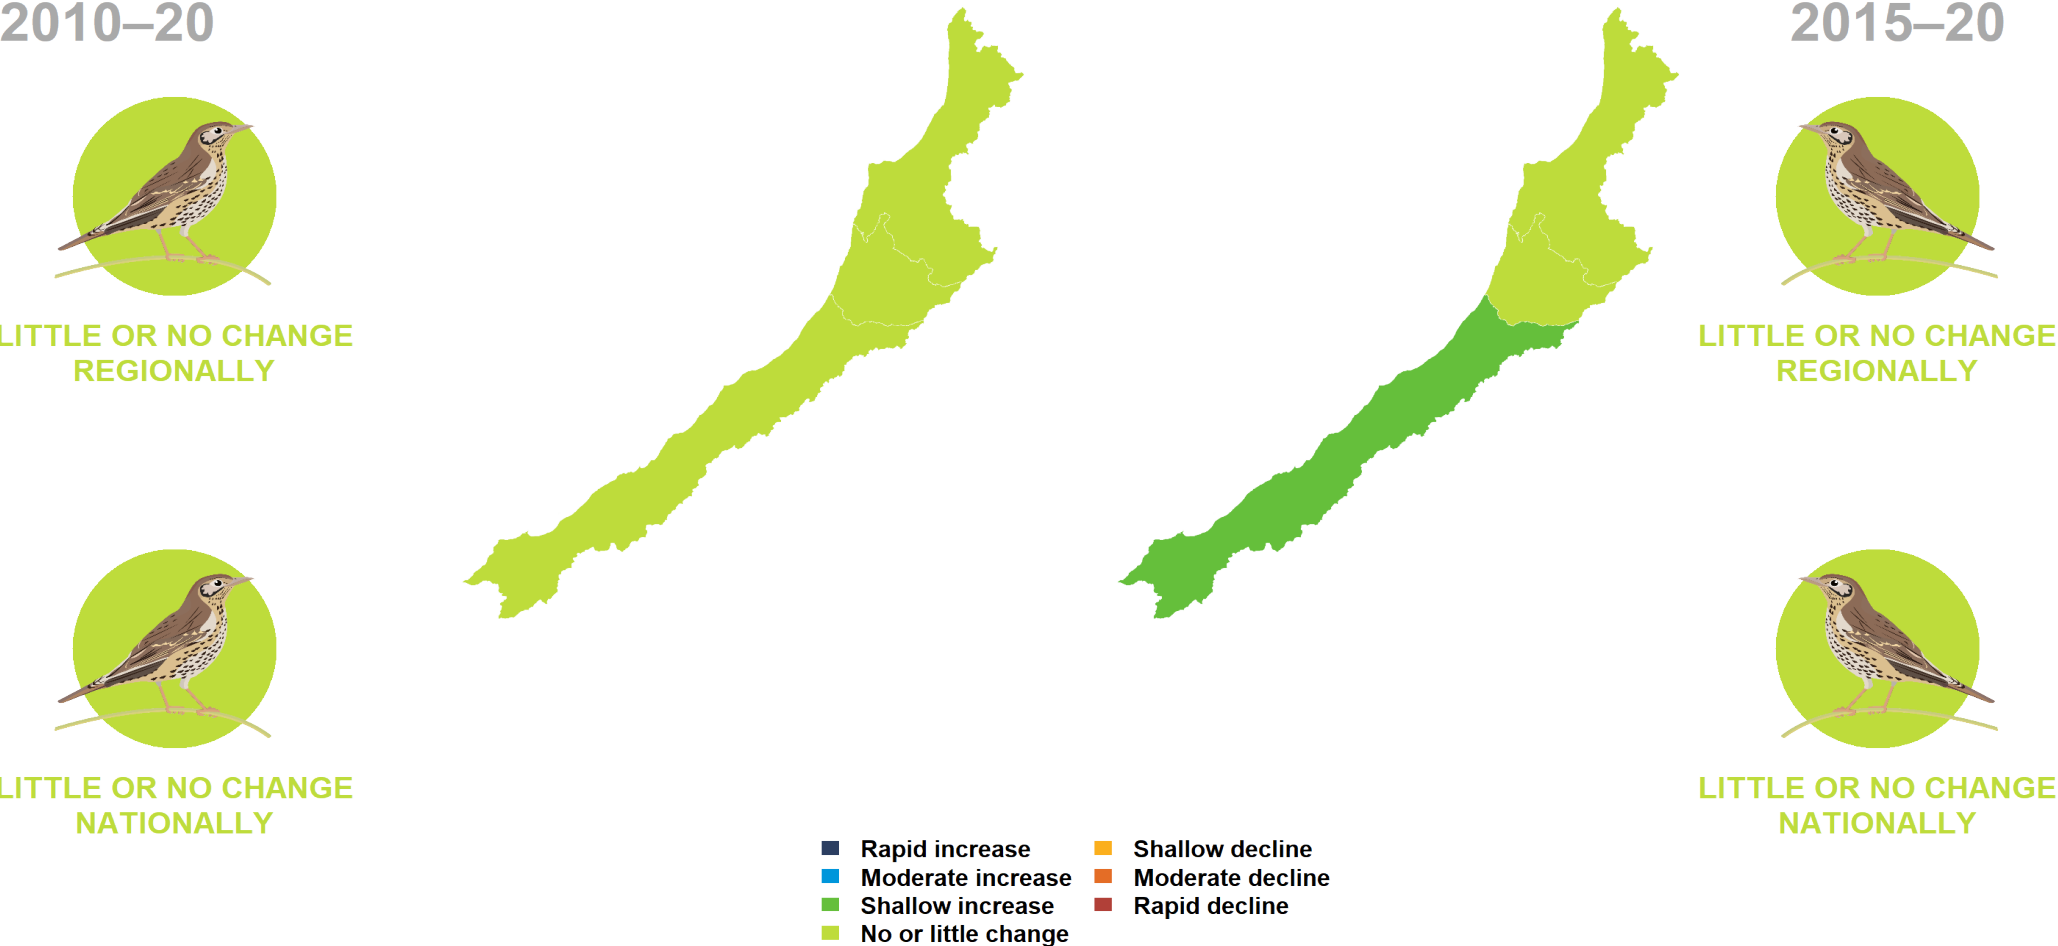 2010–20
2015–20
LITTLE OR NO CHANGE
REGIONALLY
LITTLE OR NO CHANGE
REGIONALLY
LITTLE OR NO CHANGE
NATIONALLY
LITTLE OR NO CHANGE
NATIONALLY
Rapid increase
Moderate increase
Shallow increase
No or little change
Shallow decline
Moderate decline
Rapid decline